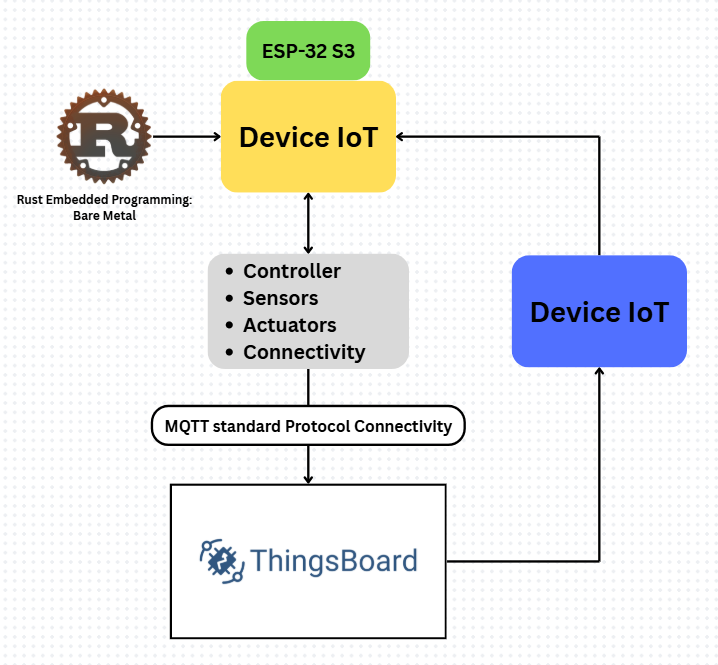 ESP-32 S3
Device IoT
R
Rust Embedded Programming:
Bare Metal
Controller
Sensors
Actuators
Connectivity
Device IoT
MQTT standard Protocol Connectivity
ThingsBoard